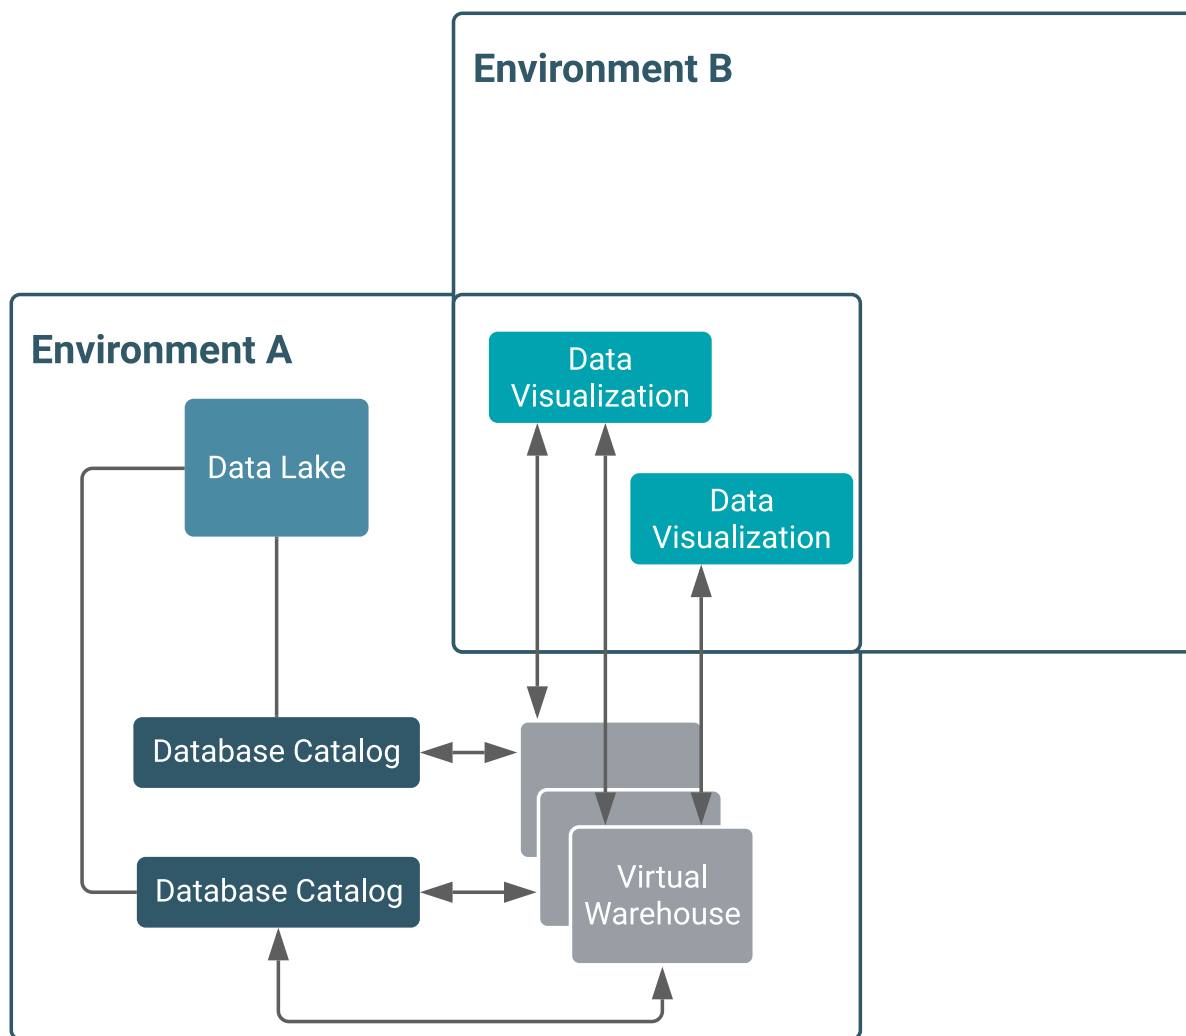 Environment B
Environment A
Data
Visualization
Data Lake
Data
Visualization
Database Catalog
Database Catalog
Virtual
Warehouse